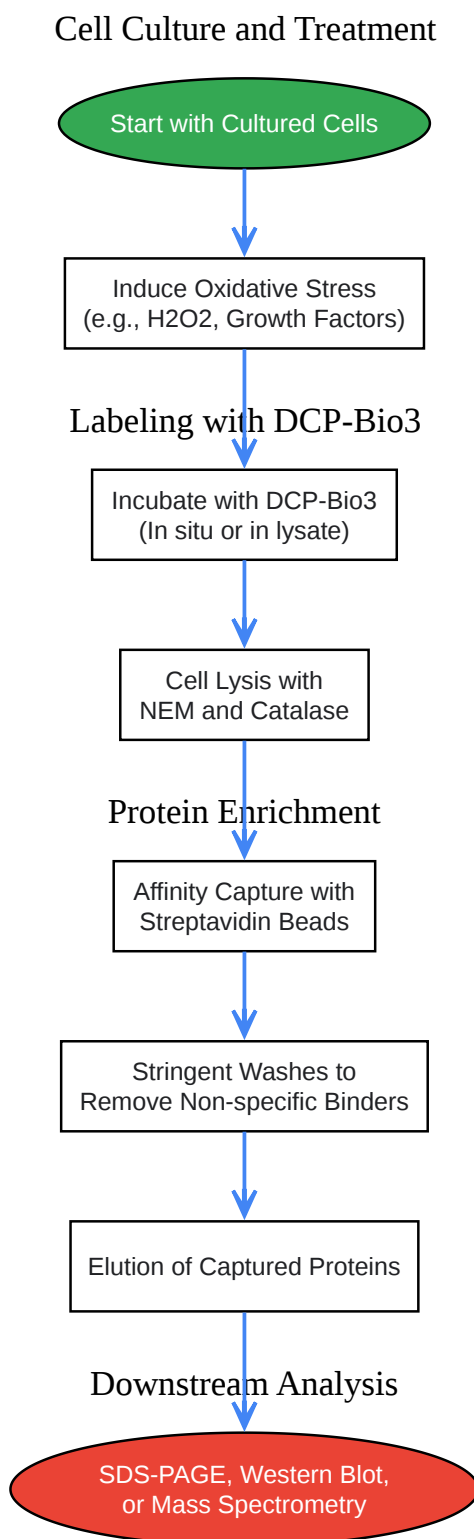 Cell Culture and Treatment
Start with Cultured Cells
Induce Oxidative Stress
(e.g., H2O2, Growth Factors)
Labeling with DCP-Bio3
Incubate with DCP-Bio3
(In situ or in lysate)
Cell Lysis with
NEM and Catalase
Protein Enrichment
Affinity Capture with
Streptavidin Beads
Stringent Washes to
Remove Non-specific Binders
Elution of Captured Proteins
Downstream Analysis
SDS-PAGE, Western Blot,
or Mass Spectrometry